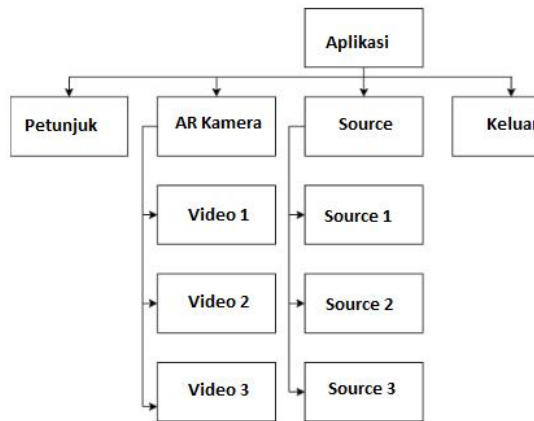 Aplikasi
Petunjuk
AR Kamera
Source
Keluar
Video 1
Source 1
Video 2
Source 2
Video 3
Source 3